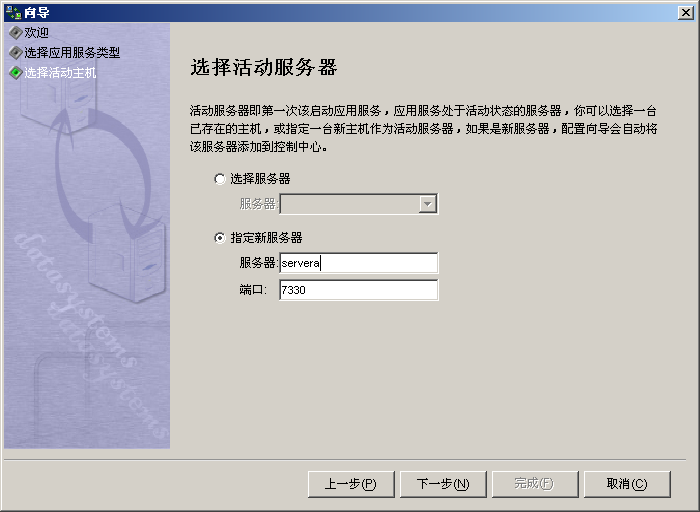 向导
欢迎
选择应用服务类型
选择活动主机
选择活动服务器
活动服务器即第一次该启动应用服务，应用服务处于活动状态的服务器，你可以选择一台
已存在的主机，或指定一台新主机作为活动服务器，如果是新服务器，配置向导会自动将
该服务器添加到控制中心。
选择服务器
服务器:
指定新服务器
服务器: servera
端口: 7330
datasystems
datasystems
上一步(P) 下一步(N) 完成(F) 取消(C)